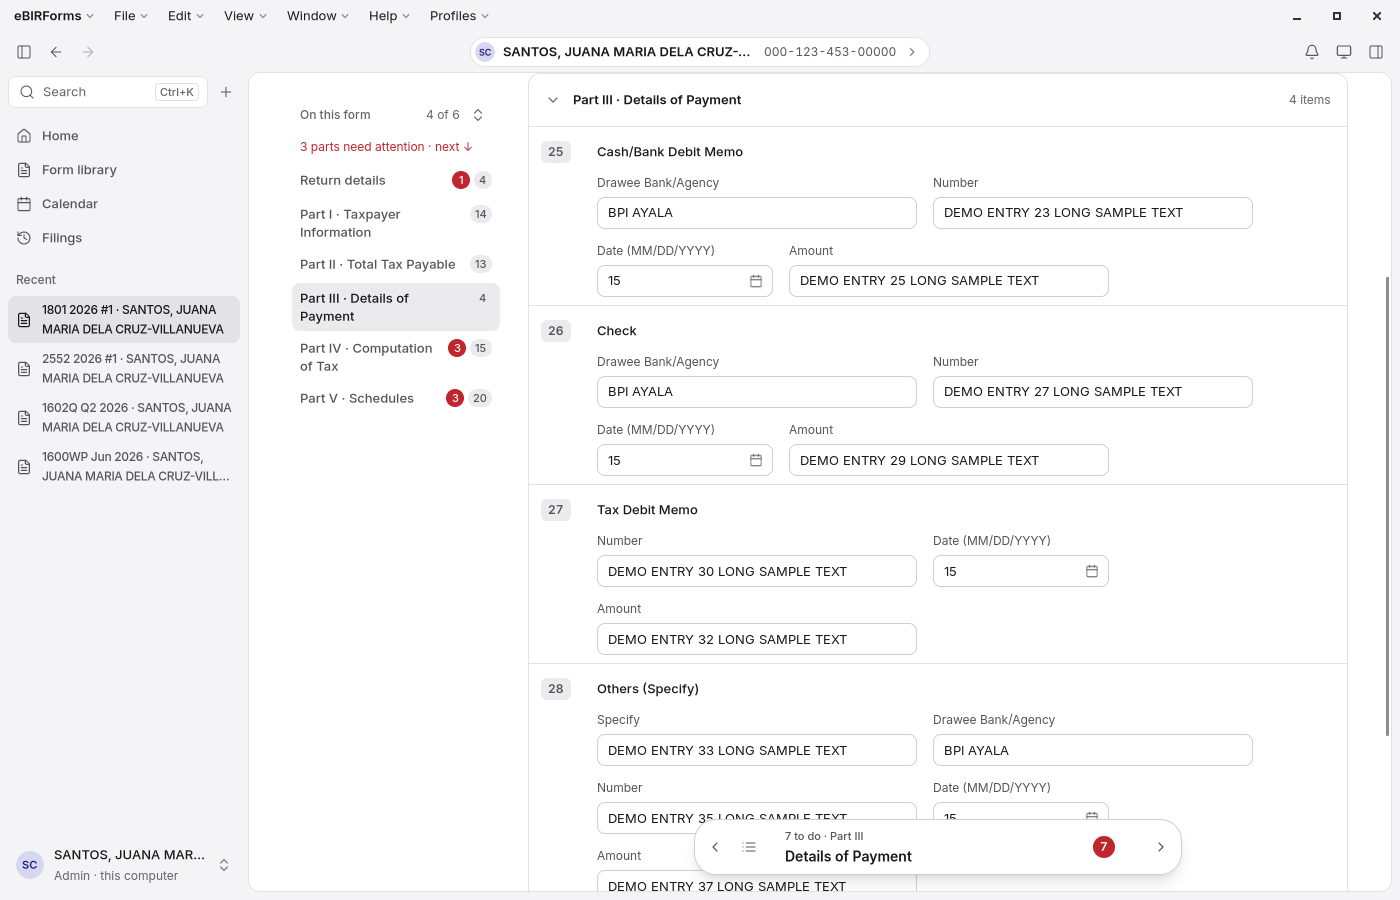 eBIRForms File Edit View Window Help Profiles
SC SANTOS, JUANA MARIA DELA CRUZ-... 000-123-453-00000
Search Ctrl+K
Home
Form library
Calendar
Filings
Recent
1801 2026 #1 · SANTOS, JUANA
MARIA DELA CRUZ-VILLANUEVA
2552 2026 #1 · SANTOS, JUANA
MARIA DELA CRUZ-VILLANUEVA
1602Q Q2 2026 · SANTOS, JUANA
MARIA DELA CRUZ-VILLANUEVA
1600WP Jun 2026 · SANTOS,
JUANA MARIA DELA CRUZ-VILL...
SC SANTOS, JUANA MAR...
Admin · this computer
On this form 4 of 6
3 parts need attention · next ↓
Return details 1 4
Part I · Taxpayer 14
Information
Part II · Total Tax Payable 13
Part III · Details of 4
Payment
Part IV · Computation 3 15
of Tax
Part V · Schedules 3 20
Part III · Details of Payment 4 items
25 Cash/Bank Debit Memo
Drawee Bank/Agency Number
BPI AYALA DEMO ENTRY 23 LONG SAMPLE TEXT
Date (MM/DD/YYYY) Amount
15 DEMO ENTRY 25 LONG SAMPLE TEXT
26 Check
Drawee Bank/Agency Number
BPI AYALA DEMO ENTRY 27 LONG SAMPLE TEXT
Date (MM/DD/YYYY) Amount
15 DEMO ENTRY 29 LONG SAMPLE TEXT
27 Tax Debit Memo
Number Date (MM/DD/YYYY)
DEMO ENTRY 30 LONG SAMPLE TEXT 15
Amount
DEMO ENTRY 32 LONG SAMPLE TEXT
28 Others (Specify)
Specify Drawee Bank/Agency
DEMO ENTRY 33 LONG SAMPLE TEXT BPI AYALA
Number Date (MM/DD/YYYY)
DEMO ENTRY 35 LONG SAMPLE TEXT 15
Amount
DEMO ENTRY 37 LONG SAMPLE TEXT
7 to do · Part III
Details of Payment 7